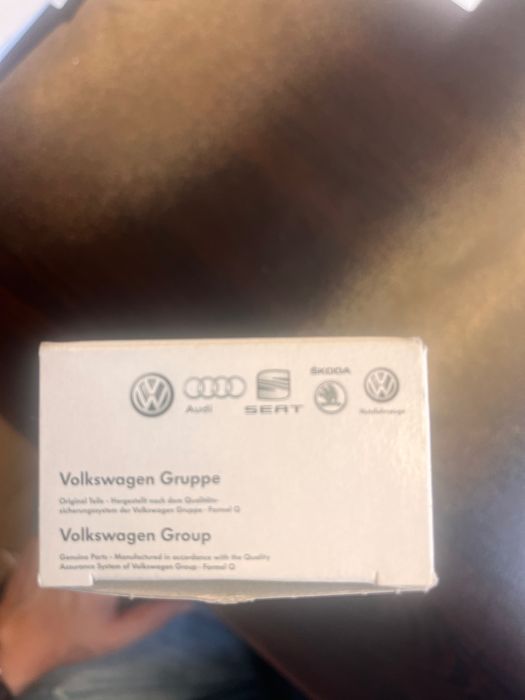 ŠKODA
Audi
SEAT
Nutzfahrzeuge
Volkswagen Gruppe
Original Teile - Hergestellt nach dem Qualitäts-
sicherungssystem der Volkswagen Gruppe - Formel Q
Volkswagen Group
Genuine Parts - Manufactured in accordance with the Quality
Assurance System of Volkswagen Group - Formel Q